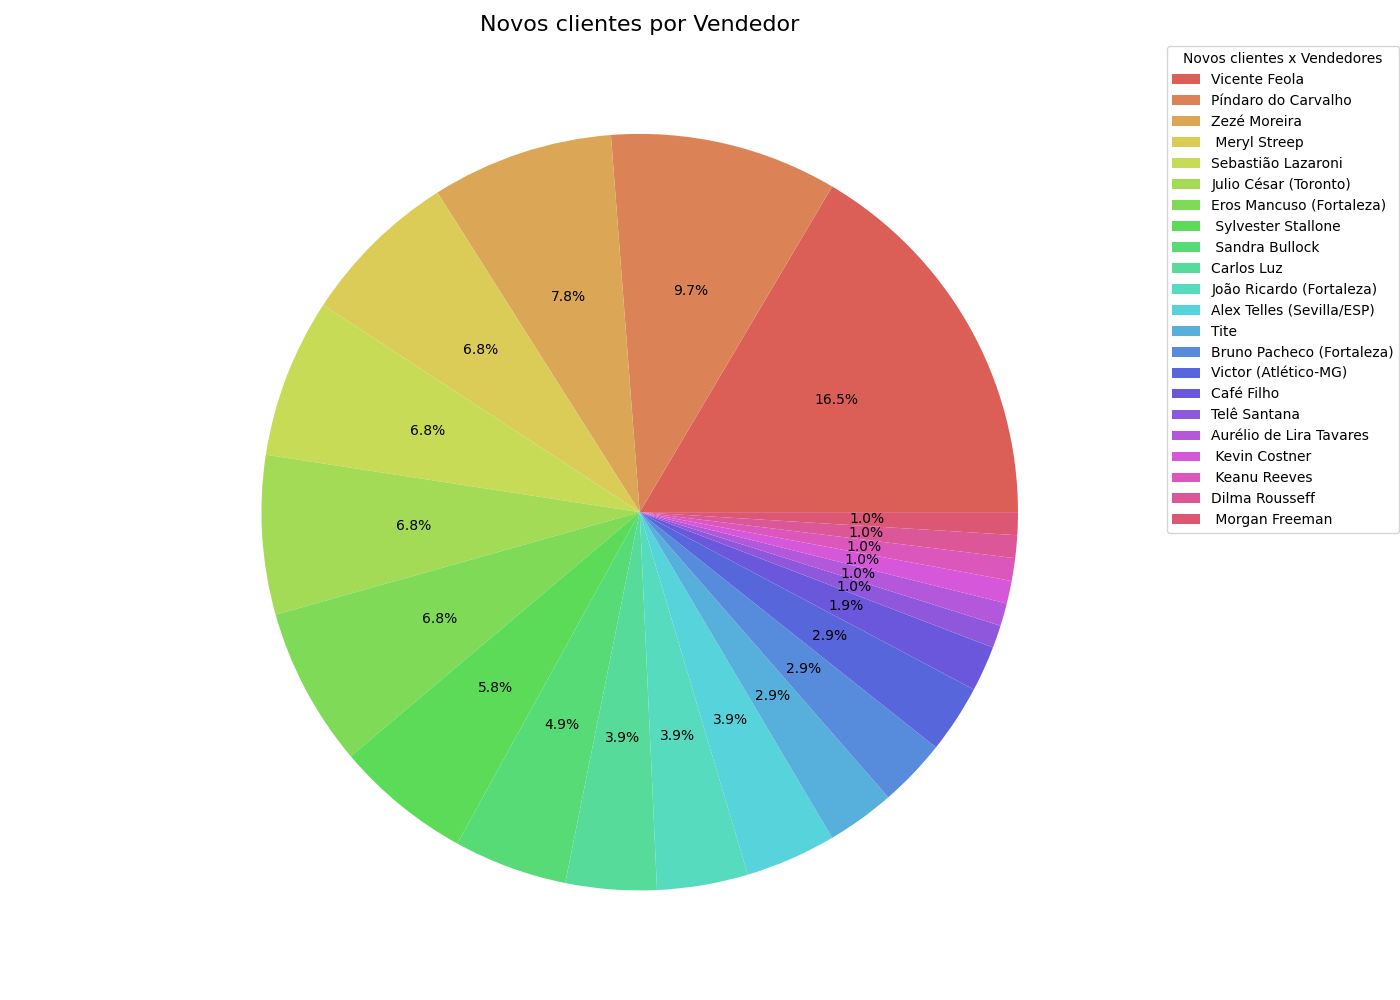 Novos clientes por Vendedor
Novos clientes x Vendedores
Vicente Feola
Píndaro do Carvalho
Zezé Moreira
Meryl Streep
Sebastião Lazaroni
Julio César (Toronto)
Eros Mancuso (Fortaleza)
Sylvester Stallone
Sandra Bullock
Carlos Luz
João Ricardo (Fortaleza)
Alex Telles (Sevilla/ESP)
Tite
Bruno Pacheco (Fortaleza)
Victor (Atlético-MG)
Café Filho
Telê Santana
Aurélio de Lira Tavares
Kevin Costner
Keanu Reeves
Dilma Rousseff
Morgan Freeman
16.5%
9.7%
7.8%
6.8%
6.8%
6.8%
6.8%
5.8%
4.9%
3.9%
3.9%
3.9%
2.9%
2.9%
2.9%
1.9%
1.0%
1.0%
1.0%
1.0%
1.0%
1.0%